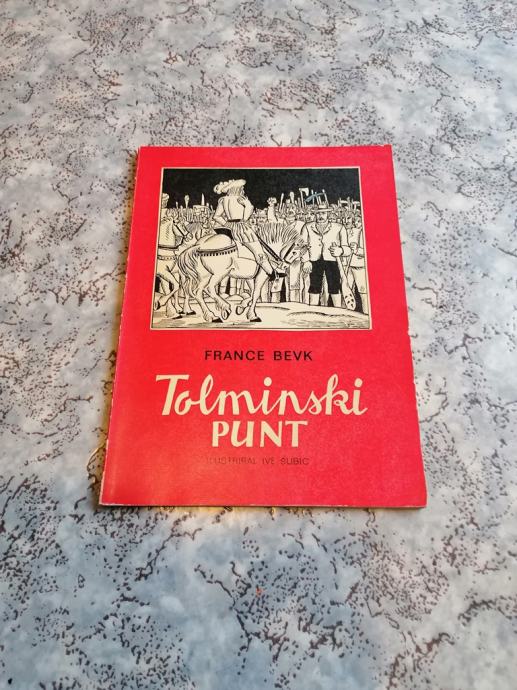 FRANCE BEVK
Tolminski
PUNT
ILUSTRIRAL IVE ŠUBIC